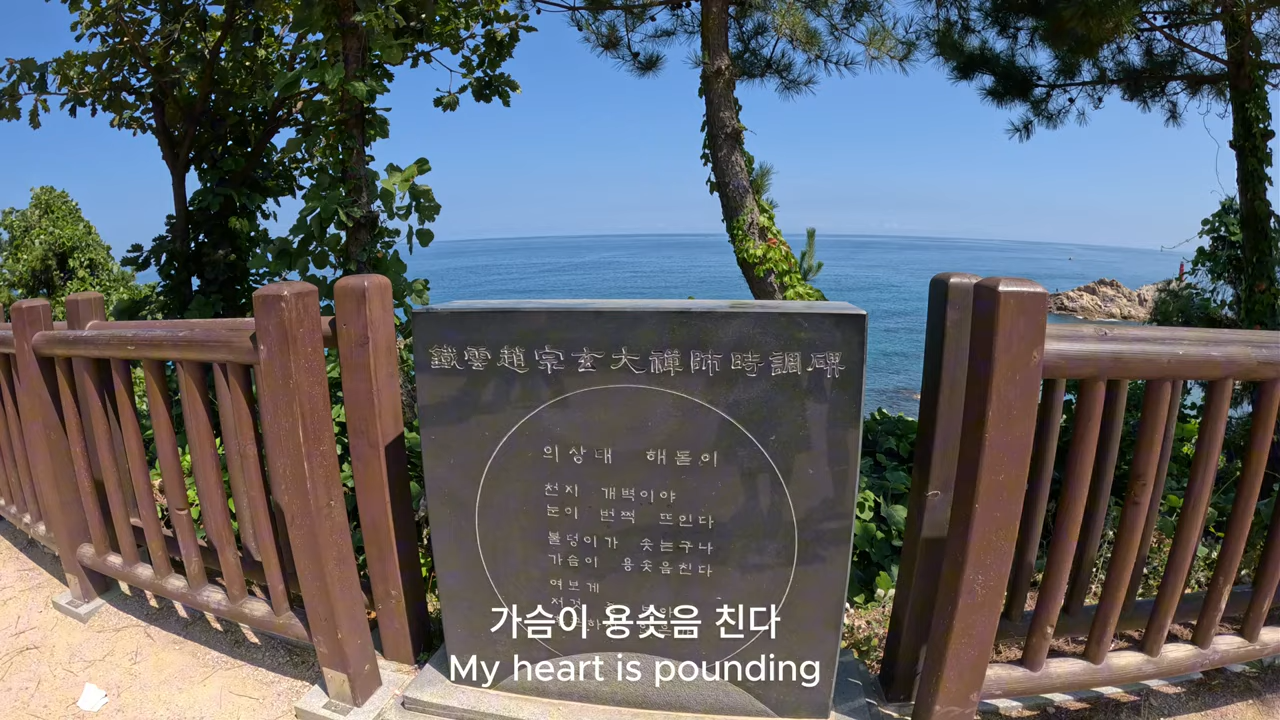 鐵雲趙宗玄大禪師時調碑
의상대 해돋이
천지 개벽이야
눈이 번쩍 뜨인다
불덩이가 솟는구나
가슴이 용솟음친다
여보게
가슴이 용솟음 친다
My heart is pounding